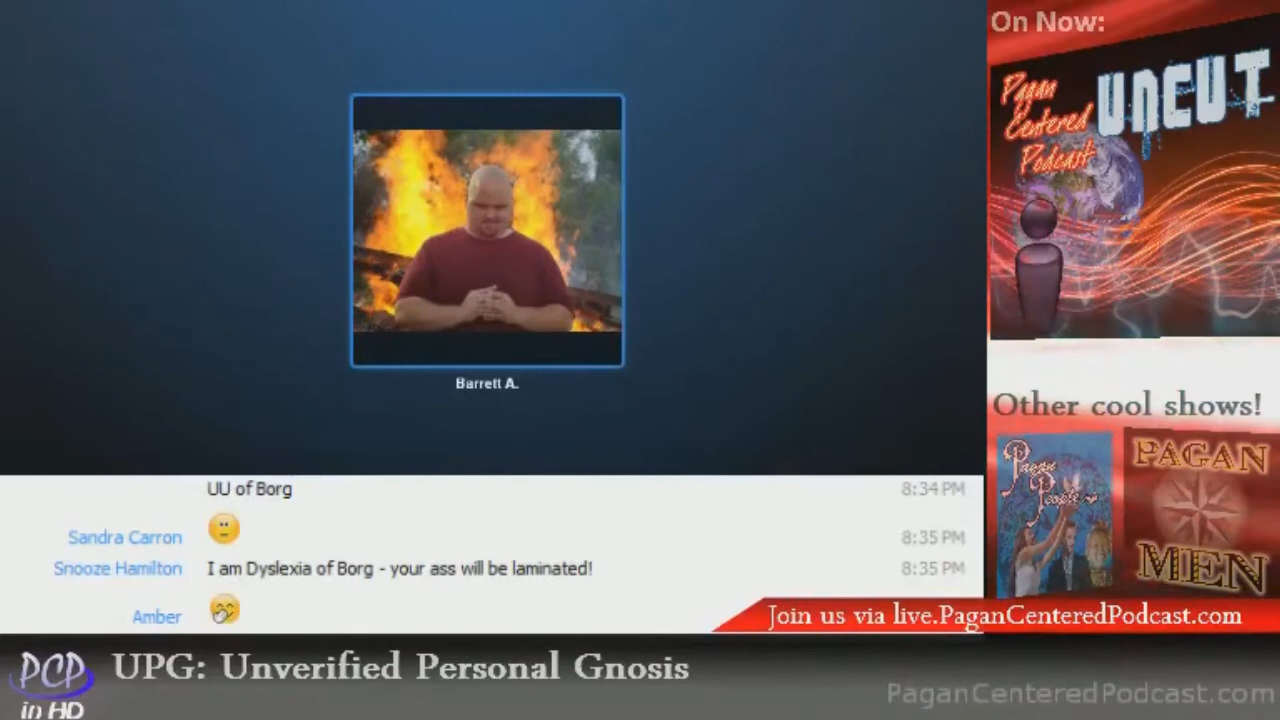 On Now:
Pagan
Centered
Podcast
UNCUT
Barrett A.
Other cool shows!
Pagan
People
PAGAN
MEN
UU of Borg 8:34 PM
Sandra Carron 8:35 PM
Snooze Hamilton I am Dyslexia of Borg - your ass will be laminated! 8:35 PM
Amber
Join us via live.PaganCenteredPodcast.com
PCP
in HD
UPG: Unverified Personal Gnosis
PaganCenteredPodcast.com